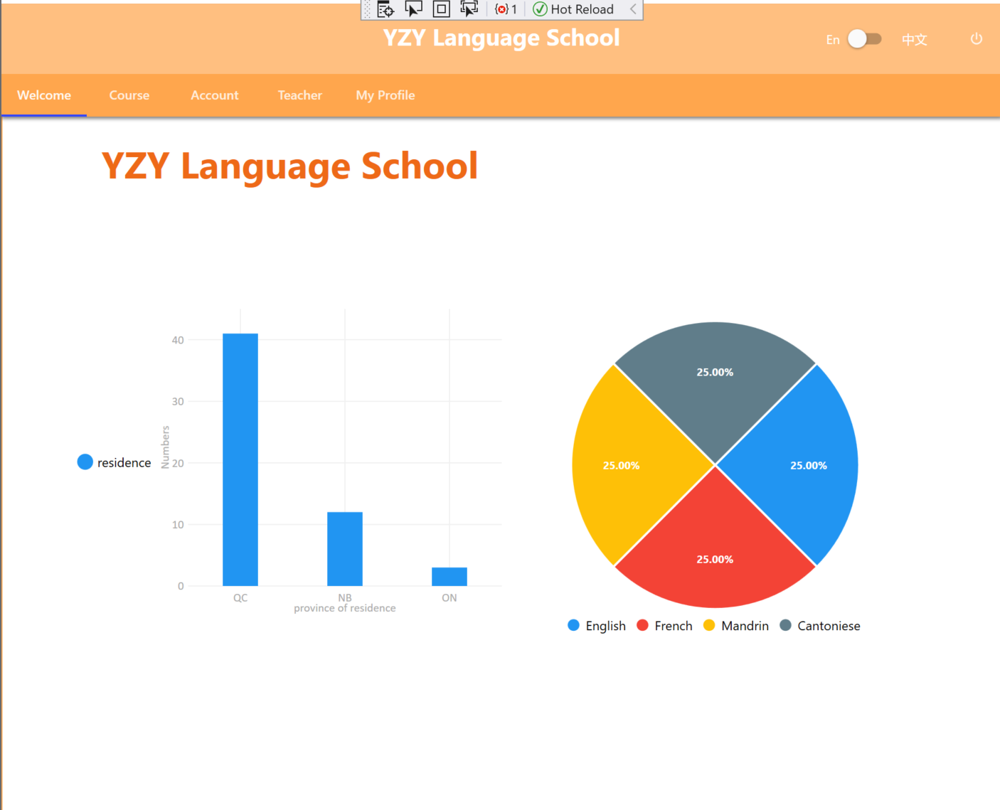 1 Hot Reload
YZY Language School
En 中文
Welcome Course Account Teacher My Profile
YZY Language School
residence
Numbers
40
30
20
10
0
QC NB ON
province of residence
25.00%
25.00%
25.00%
25.00%
English French Mandrin Cantoniese